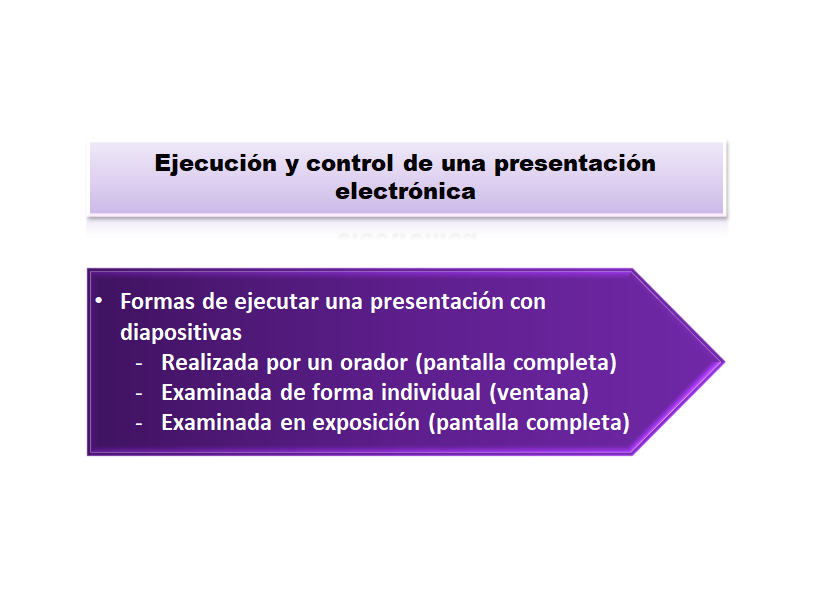 Ejecución y control de una presentación
electrónica
• Formas de ejecutar una presentación con
diapositivas
- Realizada por un orador (pantalla completa)
- Examinada de forma individual (ventana)
- Examinada en exposición (pantalla completa)